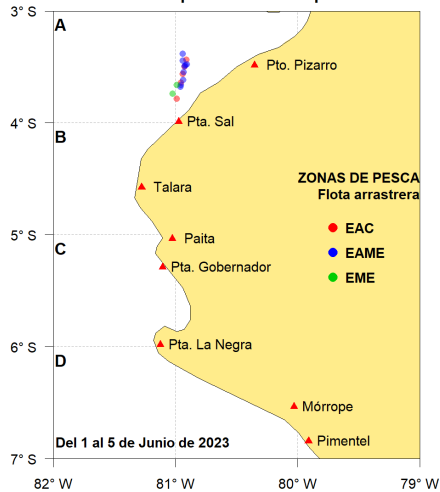 3° S
A
Pto. Pizarro
4° S
Pta. Sal
B
ZONAS DE PESCA
Talara
Flota arrastrera
EAC
5° S
Paita
C
EAME
Pta. Gobernador
EME
6° S
Pta. La Negra
D
Mórrope
Del 1 al 5 de Junio de 2023
Pimentel
7° S
82° W
81° W
80° W
79° W